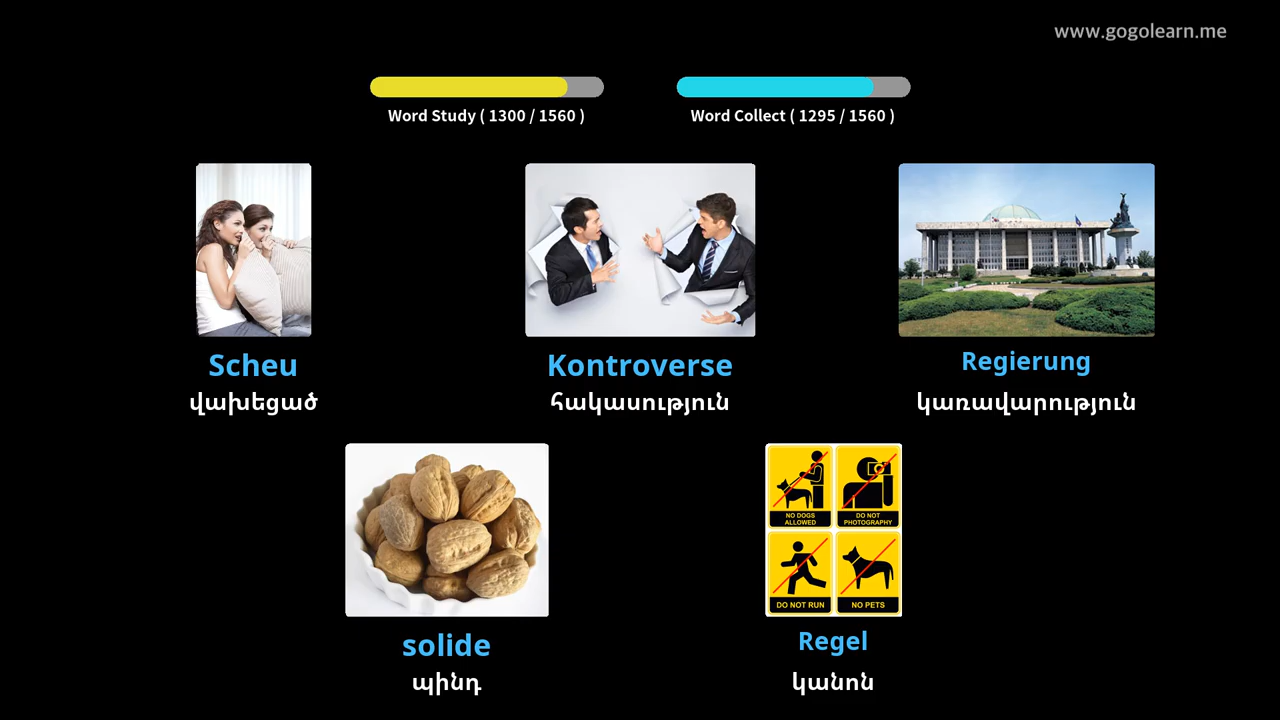 www.gogolearn.me
Word Study ( 1300 / 1560 )
Word Collect ( 1295 / 1560 )
Scheu
վախեցած
Kontroverse
հակասություն
Regierung
կառավարություն
NO DOGS
ALLOWED
DO NOT
PHOTOGRAPHY
DO NOT RUN
NO PETS
solide
պինդ
Regel
կանոն